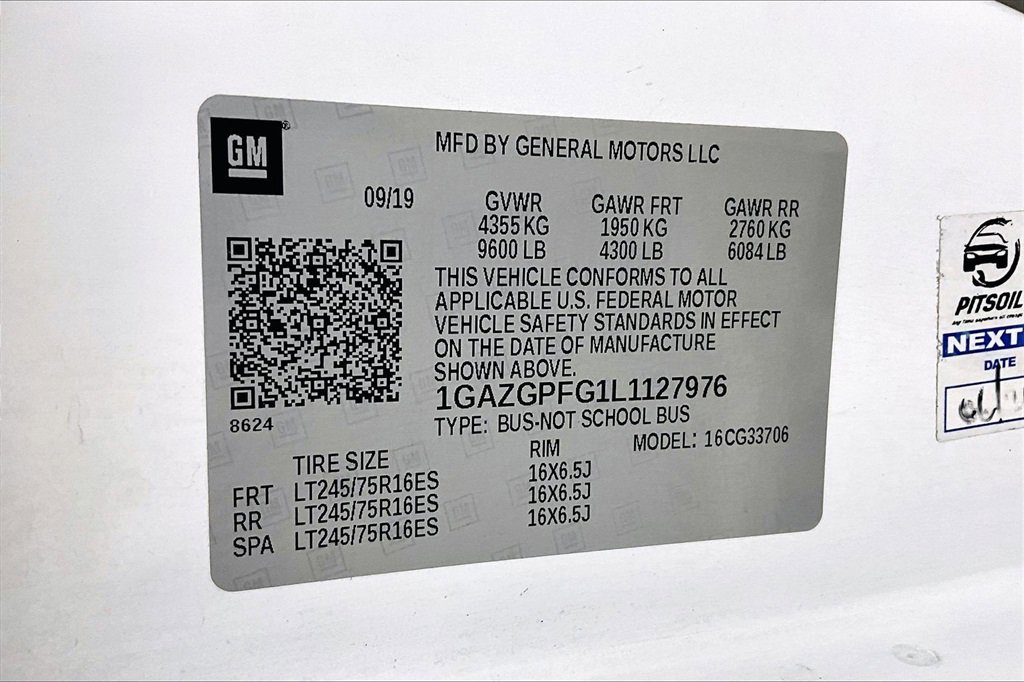 GM
MFD BY GENERAL MOTORS LLC
09/19
GVWR GAWR FRT GAWR RR
4355 KG 1950 KG 2760 KG
9600 LB 4300 LB 6084 LB
THIS VEHICLE CONFORMS TO ALL
APPLICABLE U.S. FEDERAL MOTOR
VEHICLE SAFETY STANDARDS IN EFFECT
ON THE DATE OF MANUFACTURE
SHOWN ABOVE.
1GAZGPFG1L1127976
TYPE: BUS-NOT SCHOOL BUS
8624
MODEL: 16CG33706
TIRE SIZE RIM
FRT LT245/75R16ES 16X6.5J
RR LT245/75R16ES 16X6.5J
SPA LT245/75R16ES 16X6.5J
PITSOIL
NEXT
DATE